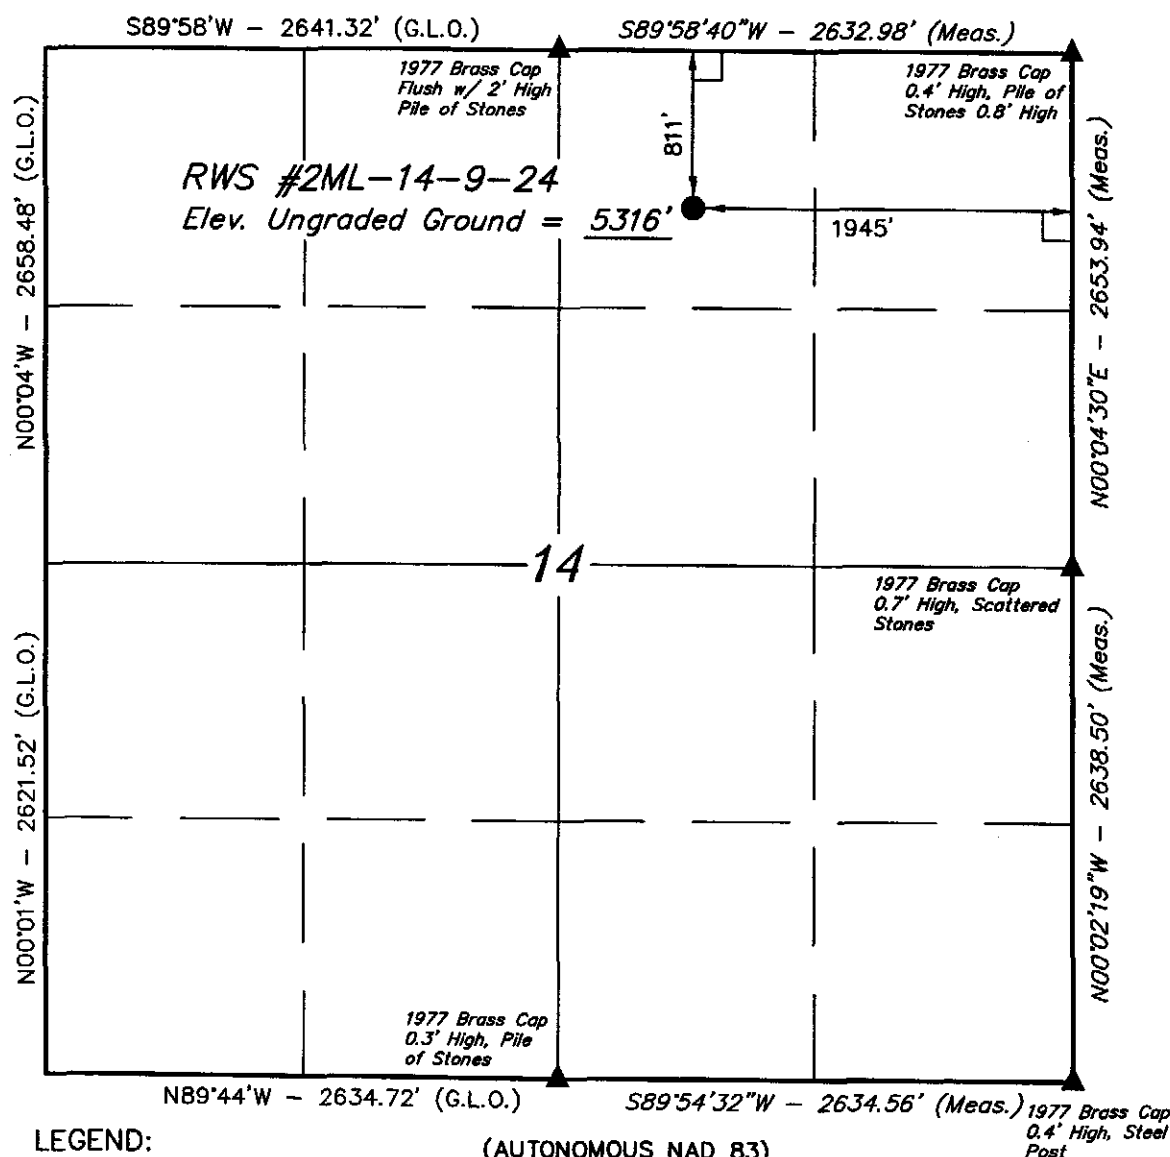 S89°58'W – 2641.32' (G.L.O.)
S89°58'40"W – 2632.98' (Meas.)
1977 Brass Cap
Flush w/ 2' High
Pile of Stones
1977 Brass Cap
0.4' High, Pile of
Stones 0.8' High
811'
RWS #2ML–14–9–24
Elev. Ungraded Ground = 5316'
1945'
N00°04'W – 2658.48' (G.L.O.)
N00°04'30"E – 2653.94' (Meas.)
14
1977 Brass Cap
0.7' High, Scattered
Stones
N00°01'W – 2621.52' (G.L.O.)
N00°02'19"W – 2638.50' (Meas.)
1977 Brass Cap
0.3' High, Pile
of Stones
N89°44'W – 2634.72' (G.L.O.)
S89°54'32"W – 2634.56' (Meas.)
1977 Brass Cap
0.4' High, Steel
Post
LEGEND:
(AUTONOMOUS NAD 83)